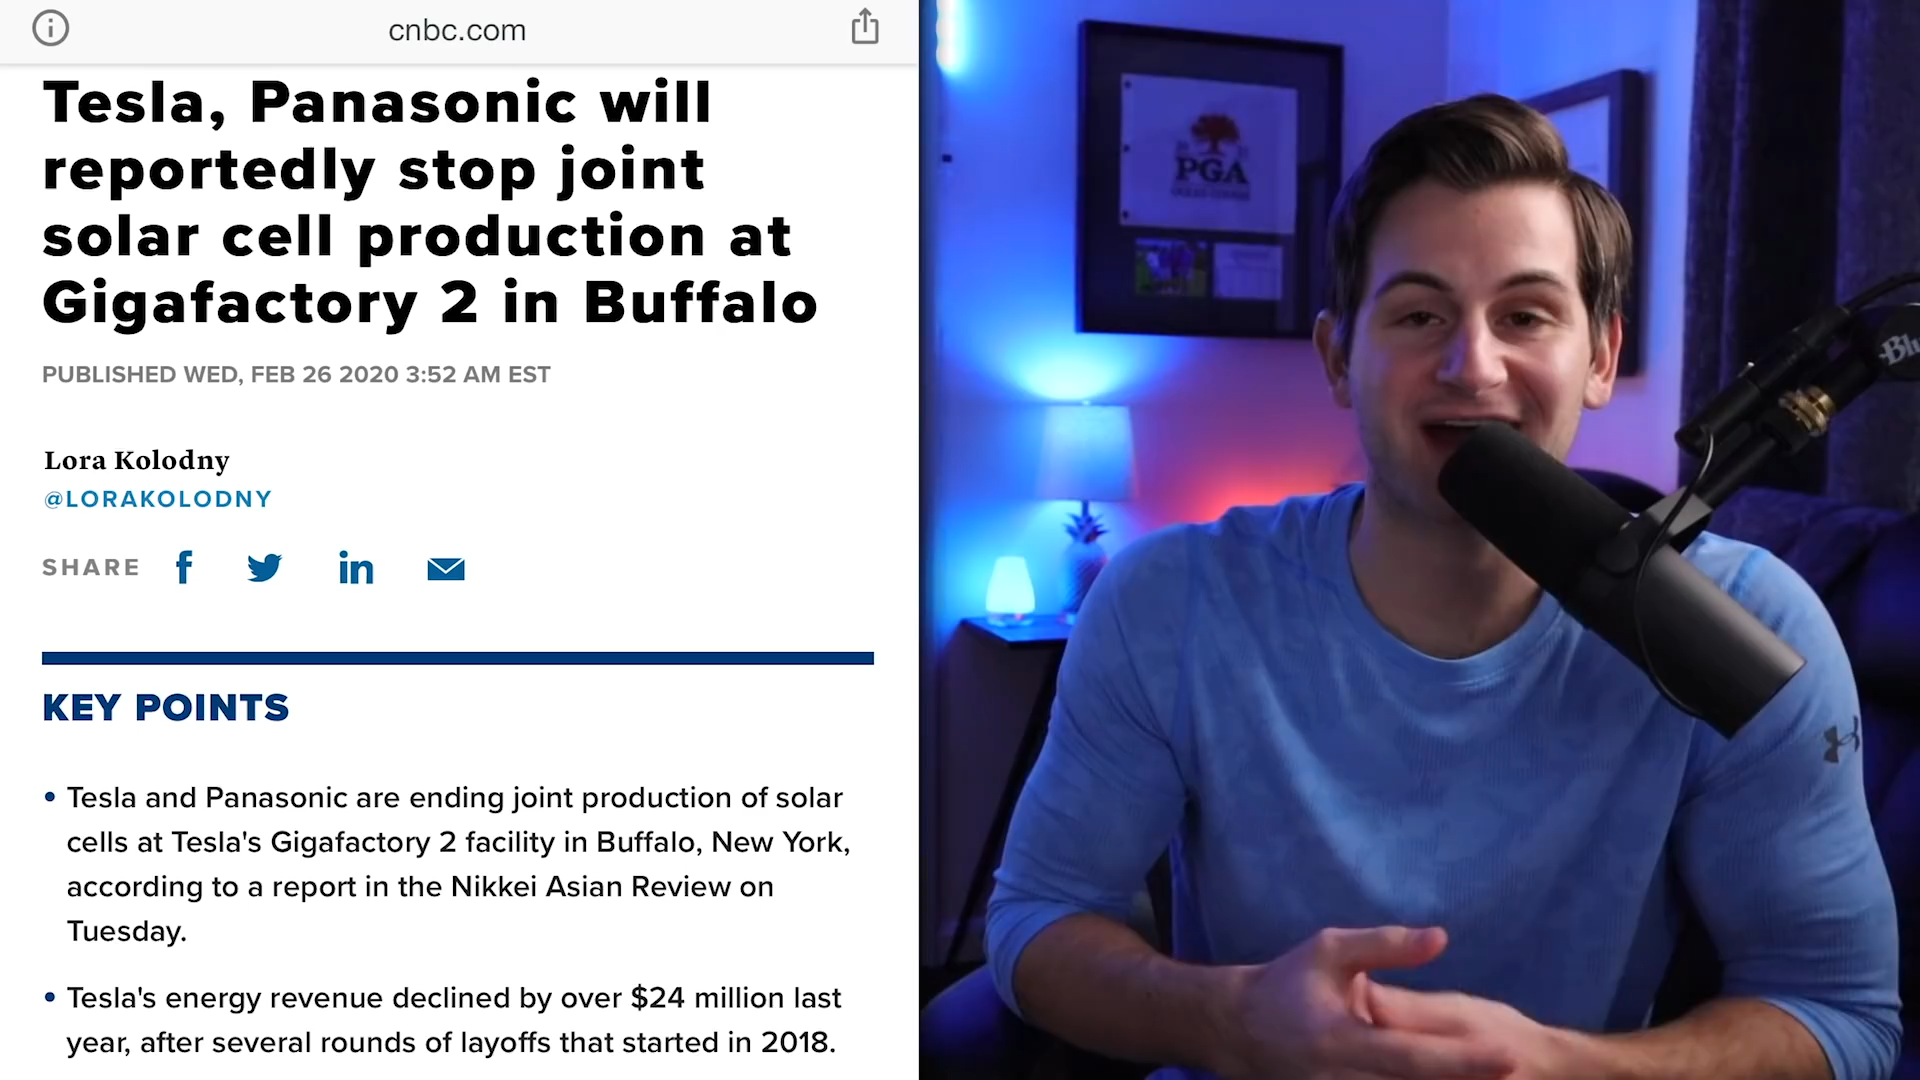 cnbc.com
Tesla, Panasonic will
reportedly stop joint
solar cell production at
Gigafactory 2 in Buffalo
PUBLISHED WED, FEB 26 2020 3:52 AM EST
Lora Kolodny
@LORAKOLODNY
SHARE
KEY POINTS
• Tesla and Panasonic are ending joint production of solar
cells at Tesla's Gigafactory 2 facility in Buffalo, New York,
according to a report in the Nikkei Asian Review on
Tuesday.
• Tesla's energy revenue declined by over $24 million last
year, after several rounds of layoffs that started in 2018.
PGA